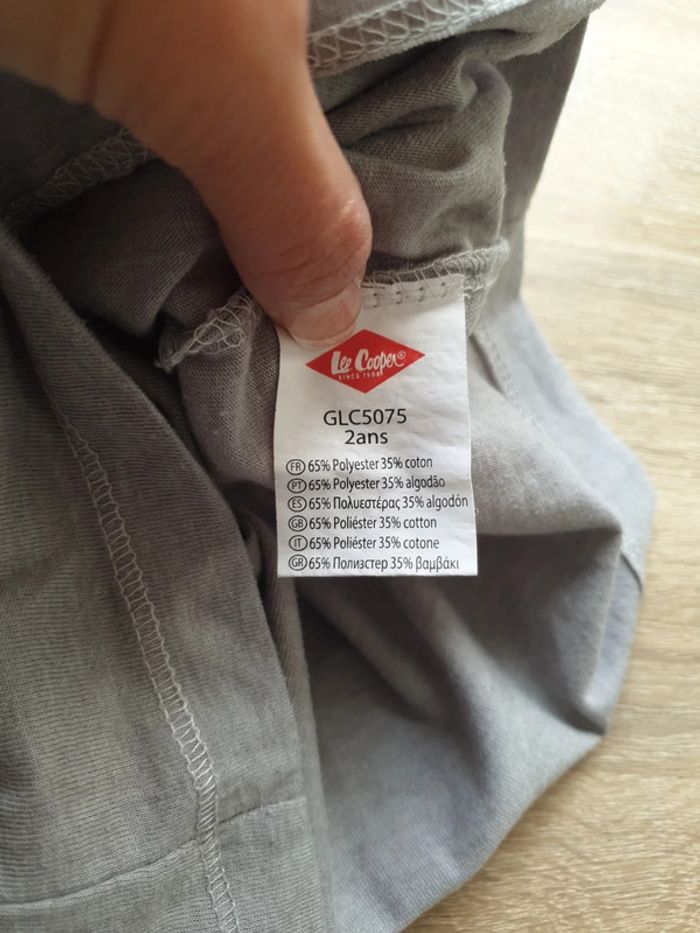 Lee Cooper®
SINCE 1908
GLC5075
2ans
FR 65% Polyester 35% coton
PT 65% Polyester 35% algodão
ES 65% Πολυεστέρας 35% algodón
GB 65% Poliéster 35% cotton
IT 65% Poliéster 35% cotone
GR 65% Полиэстер 35% βαμβάκι